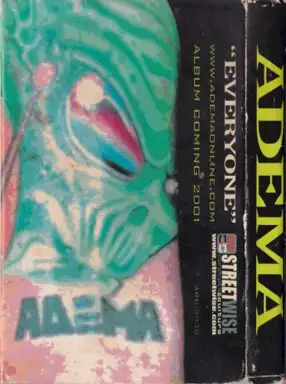 ADEMA
"EVERYONE"
WWW.ADEMAONLINE.COM
ALBUM COMING 2001
STREETWISE
www.streetwise.com
ADEMA